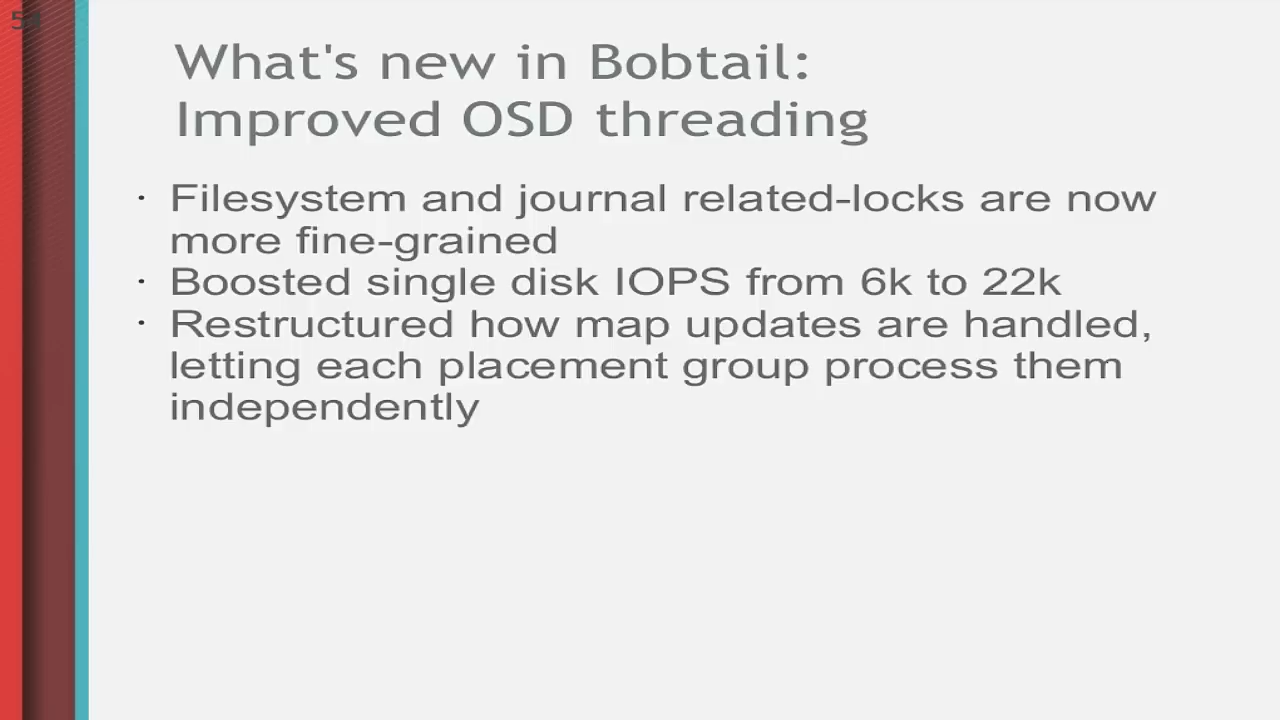 54
What's new in Bobtail:
Improved OSD threading
· Filesystem and journal related-locks are now
more fine-grained
· Boosted single disk IOPS from 6k to 22k
· Restructured how map updates are handled,
letting each placement group process them
independently